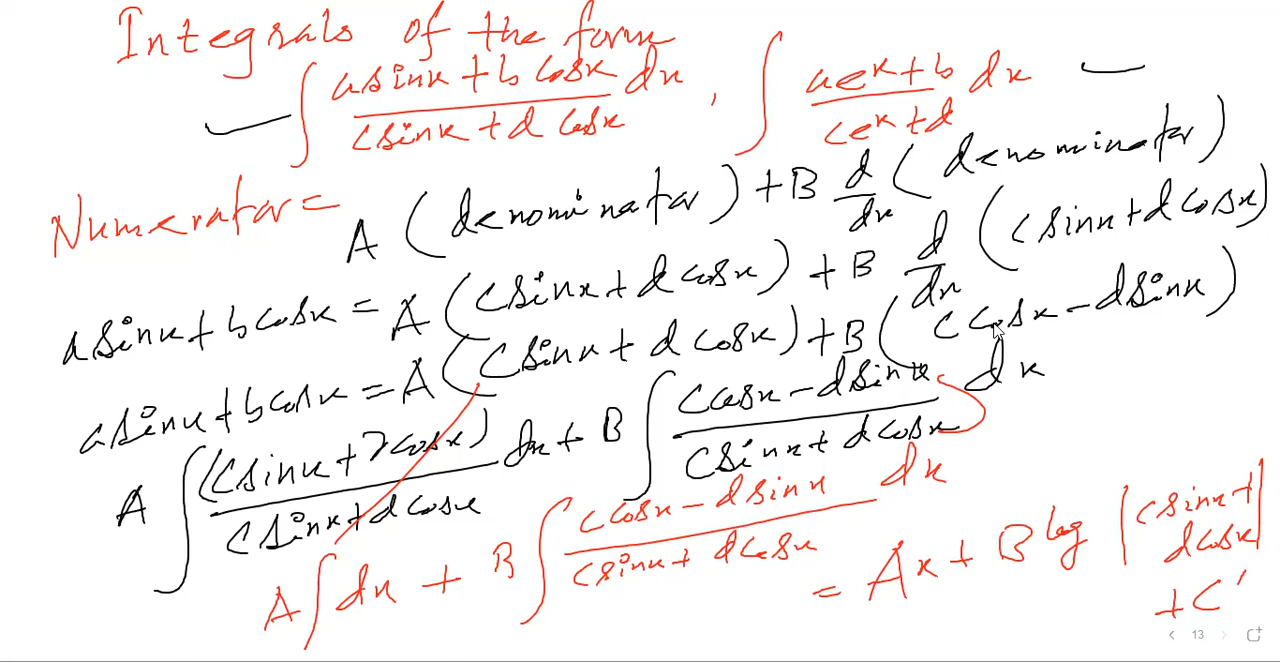 Integrals of the form
∫ (a sinx + b cosx)/(c sinx + d cosx) dx , ∫ (ae^x + b)/(ce^x + d) dx
Numerator = A (denominator) + B d/dx (denominator)
a sinx + b cosx = A (c sinx + d cosx) + B d/dx (c sinx + d cosx)
a sinx + b cosx = A (c sinx + d cosx) + B (c cosx - d sinx)
A ∫ (c sinx + d cosx)/(c sinx + d cosx) dx + B ∫ (c cosx - d sinx)/(c sinx + d cosx) dx
A ∫ dx + B ∫ (c cosx - d sinx)/(c sinx + d cosx) dx = Ax + B log |c sinx + d cosx| + C'
< 13 >